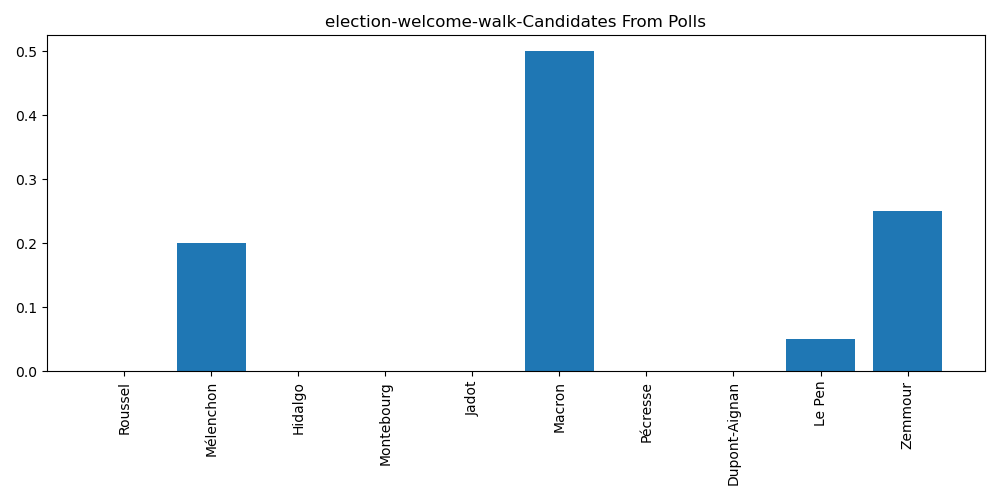 election-welcome-walk-Candidates From Polls
0.5
0.4
0.3
0.2
0.1
0.0
Roussel
Mélenchon
Hidalgo
Montebourg
Jadot
Macron
Pécresse
Dupont-Aignan
Le Pen
Zemmour